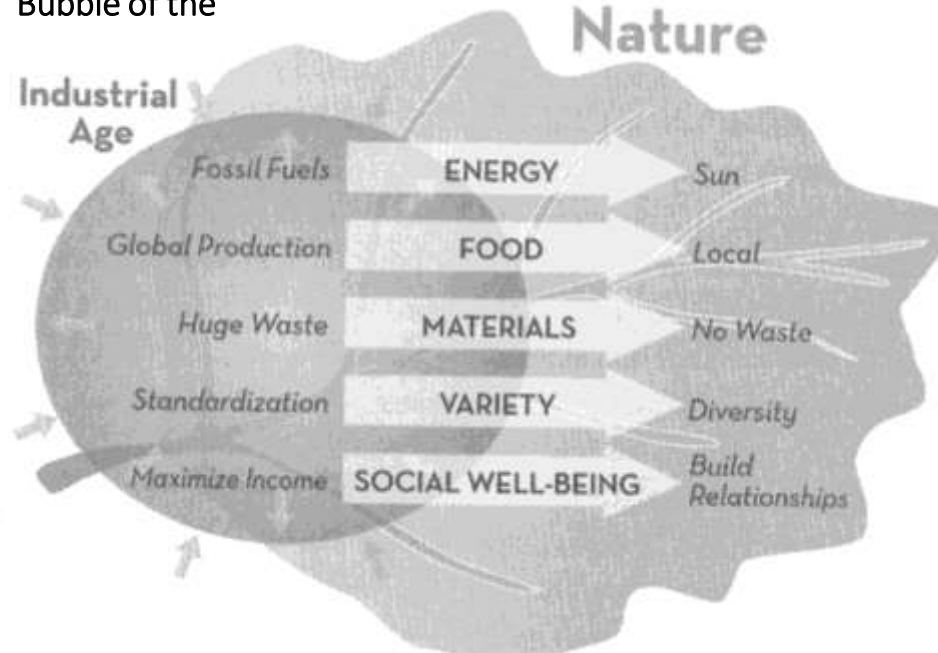 Bubble of the
Nature
Industrial
Age
Fossil Fuels ENERGY Sun
Global Production FOOD Local
Huge Waste MATERIALS No Waste
Standardization VARIETY Diversity
Maximize Income SOCIAL WELL-BEING Build
Relationships